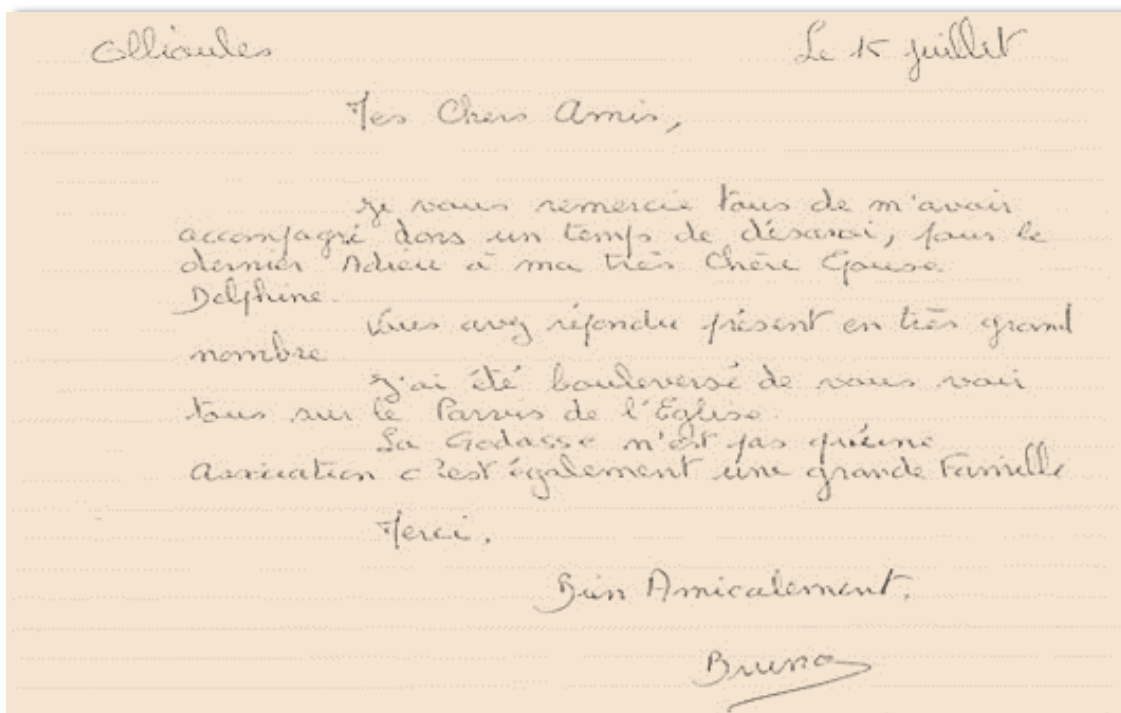 Ollioules Le 15 juillet
Mes Chers Amis,
Je vous remercie tous de m'avoir
accompagné dans un temps de désaroi, pour le
dernier Adieu à ma très Chère Epouse
Delphine.
Vous avez répondu présent en très grand
nombre
J'ai été bouleversé de vous voir
tous sur le Parvis de l'Eglise
La Godasse n'est pas qu'une
Association c'est également une grande Famille
Merci.
Bien Amicalement.
Bruno